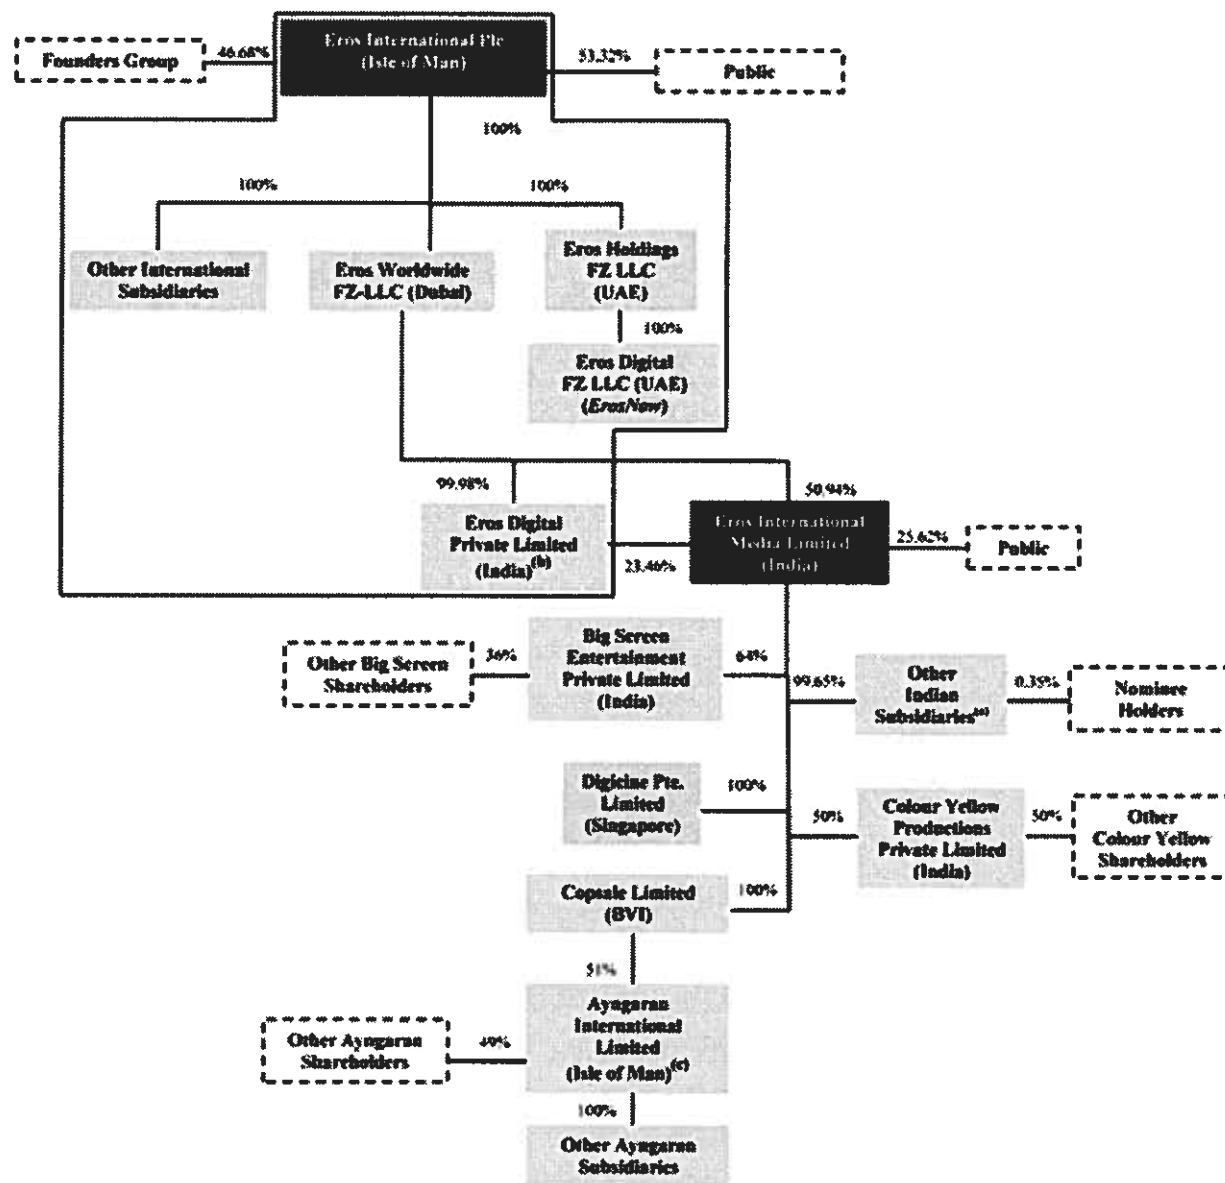 Founders Group
46.68%
Eros International Plc
(Isle of Man)
53.32%
Public
100%
100%
100%
Other International
Subsidiaries
Eros Worldwide
FZ-LLC (Dubai)
Eros Holdings
FZ LLC
(UAE)
100%
Eros Digital
FZ LLC (UAE)
(ErosNow)
99.98%
50.94%
Eros Digital
Private Limited
(India)(b)
23.46%
Eros International
Media Limited
(India)
25.62%
Public
Other Big Screen
Shareholders
36%
Big Screen
Entertainment
Private Limited
(India)
64%
99.65%
Other
Indian
Subsidiaries(a)
0.35%
Nominee
Holders
Digicine Pte.
Limited
(Singapore)
100%
50%
Colour Yellow
Productions
Private Limited
(India)
50%
Other
Colour Yellow
Shareholders
Copsale Limited
(BVI)
100%
51%
Other Ayngaran
Shareholders
49%
Ayngaran
International
Limited
(Isle of Man)(c)
100%
Other Ayngaran
Subsidiaries